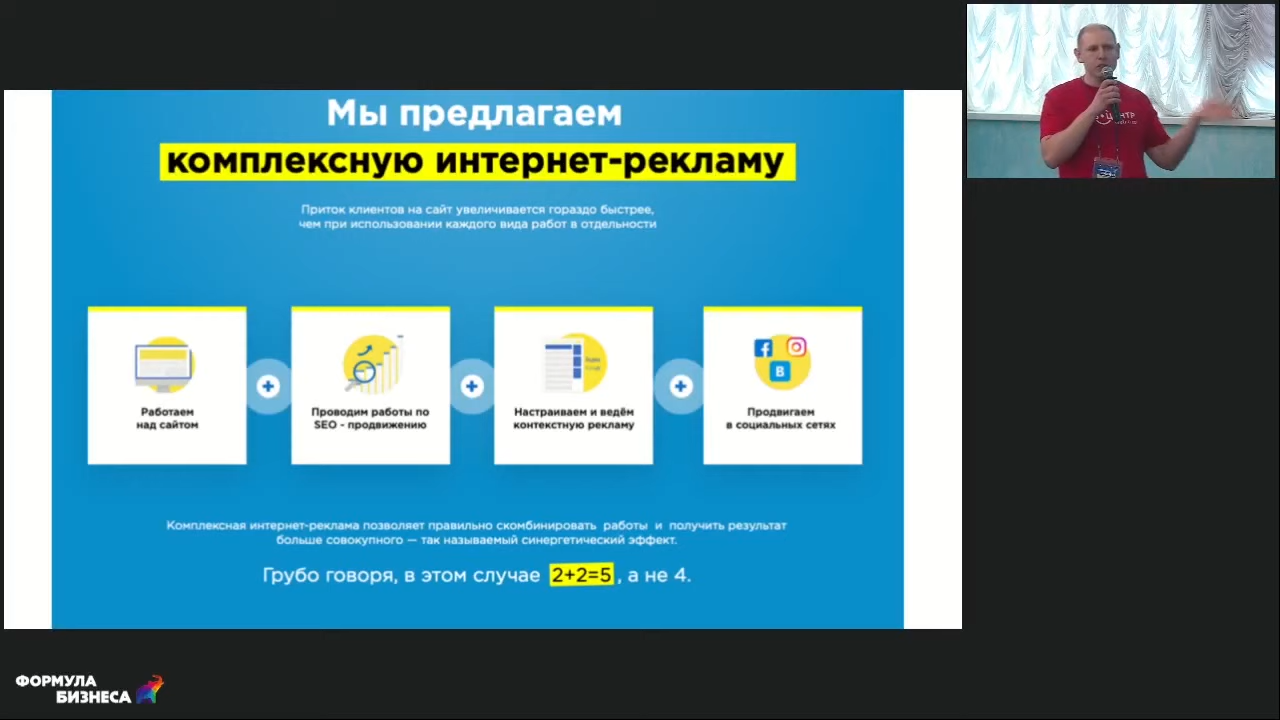 Мы предлагаем
комплексную интернет-рекламу
Приток клиентов на сайт увеличивается гораздо быстрее,
чем при использовании каждого вида работ в отдельности
Работаем
над сайтом
Проводим работы по
SEO - продвижению
Настраиваем и ведём
контекстную рекламу
Продвигаем
в социальных сетях
Комплексная интернет-реклама позволяет правильно скомбинировать работы и получить результат
больше совокупного — так называемый синергетический эффект.
Грубо говоря, в этом случае 2+2=5, а не 4.
ФОРМУЛА
БИЗНЕСА